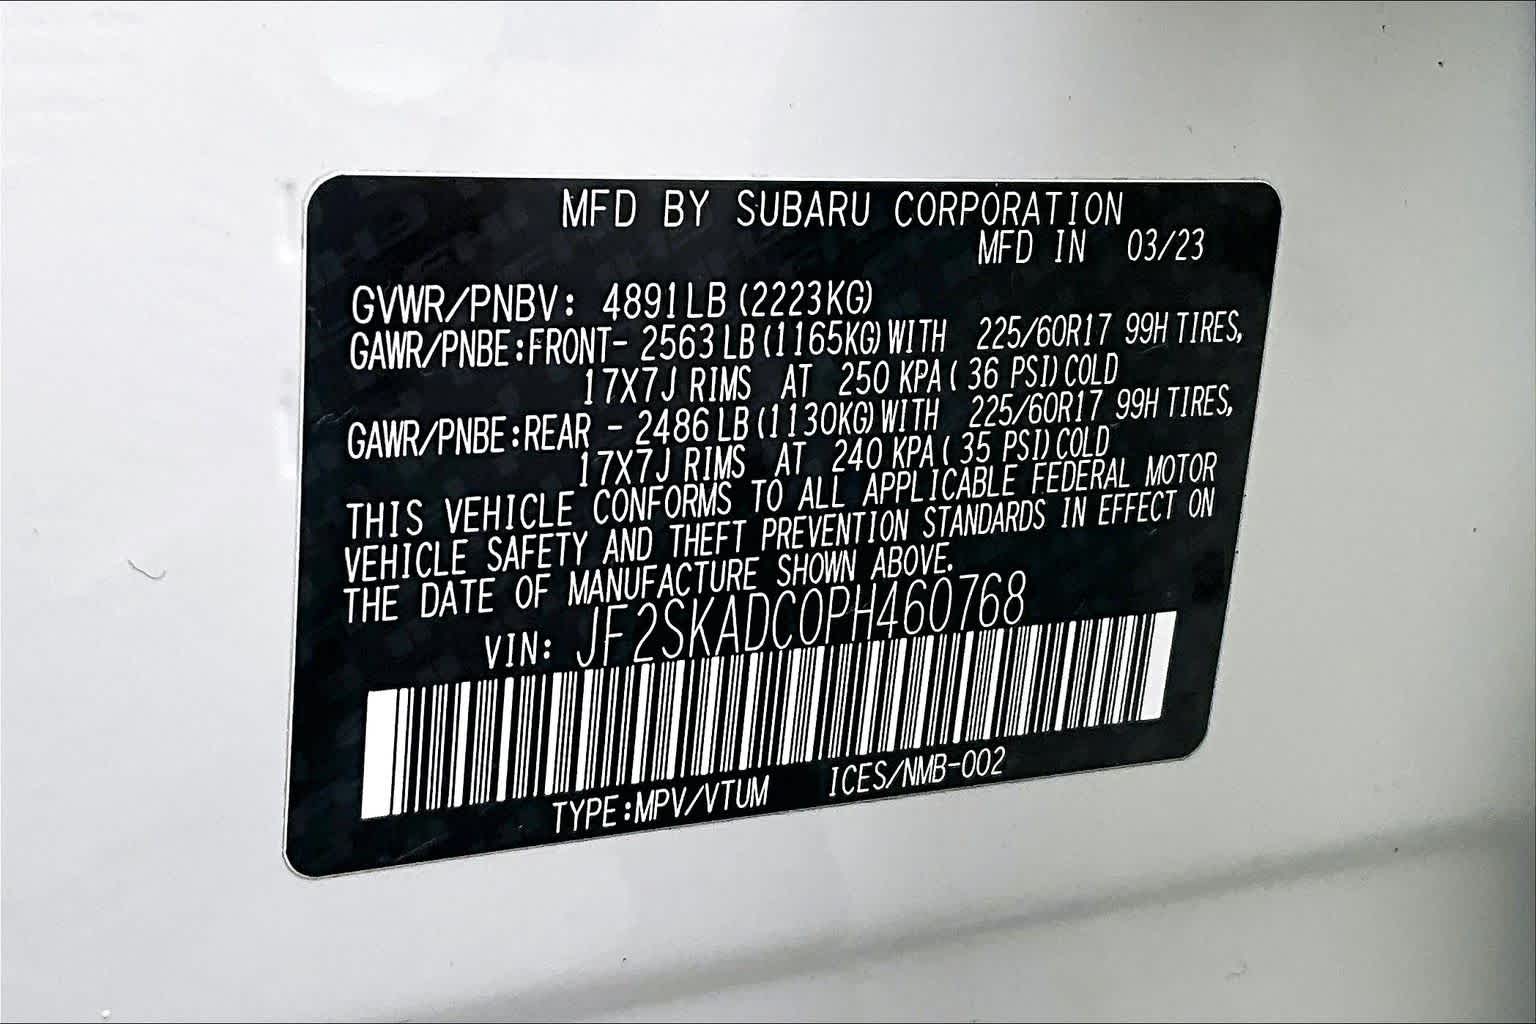 MFD BY SUBARU CORPORATION
MFD IN 03/23
GVWR/PNBV: 4891LB (2223KG)
GAWR/PNBE:FRONT- 2563 LB (1165KG) WITH 225/60R17 99H TIRES,
17X7J RIMS AT 250 KPA ( 36 PSI) COLD
GAWR/PNBE:REAR - 2486 LB (1130KG) WITH 225/60R17 99H TIRES,
17X7J RIMS AT 240 KPA ( 35 PSI) COLD
THIS VEHICLE CONFORMS TO ALL APPLICABLE FEDERAL MOTOR
VEHICLE SAFETY AND THEFT PREVENTION STANDARDS IN EFFECT ON
THE DATE OF MANUFACTURE SHOWN ABOVE.
VIN: JF2SKADC0PH460768
TYPE:MPV/VTUM ICES/NMB-002